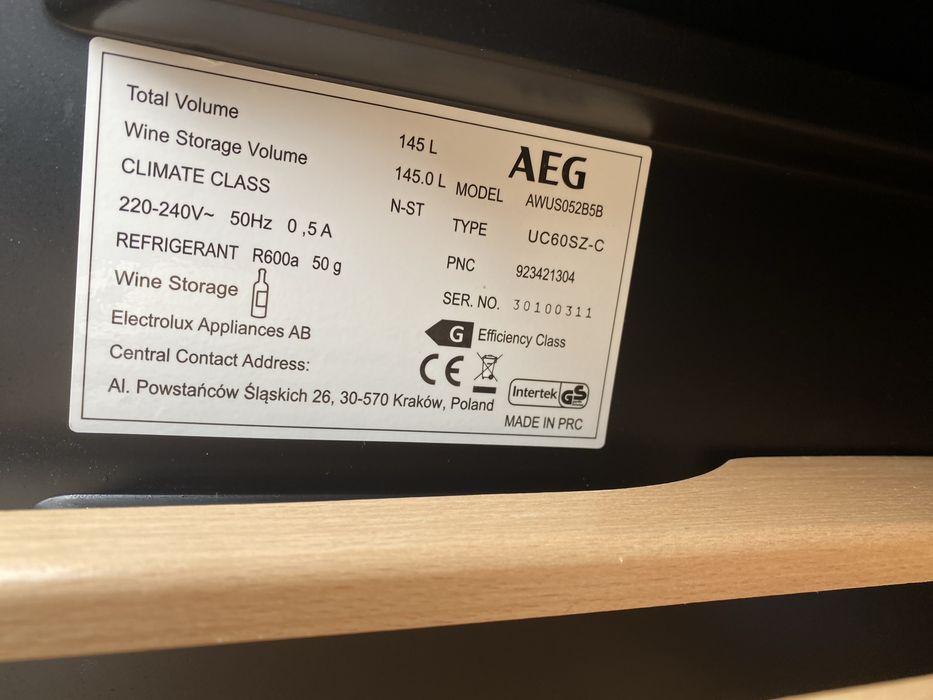 Total Volume 145 L
Wine Storage Volume 145.0 L
CLIMATE CLASS N-ST
220-240V~ 50Hz 0 ,5 A
REFRIGERANT R600a 50 g
Wine Storage
Electrolux Appliances AB
Central Contact Address:
Al. Powstańców Śląskich 26, 30-570 Kraków, Poland
AEG
MODEL AWUS052B5B
TYPE UC60SZ-C
PNC 923421304
SER. NO. 30100311
G Efficiency Class
CE
Intertek GS
MADE IN PRC